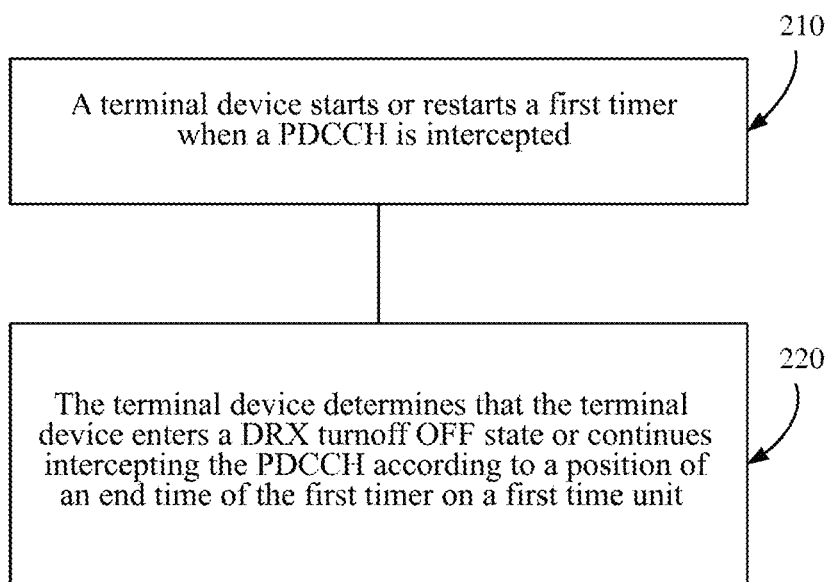 210
A terminal device starts or restarts a first timer
when a PDCCH is intercepted
220
The terminal device determines that the terminal
device enters a DRX turnoff OFF state or continues
intercepting the PDCCH according to a position of
an end time of the first timer on a first time unit